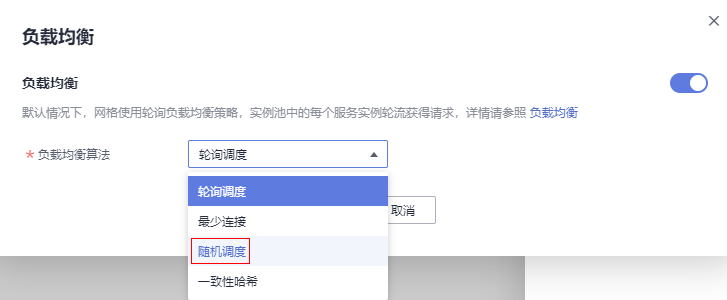 负载均衡
负载均衡
默认情况下，网格使用轮询负载均衡策略，实例池中的每个服务实例轮流获得请求，详情请参照 负载均衡
* 负载均衡算法
轮询调度
轮询调度
取消
最少连接
随机调度
一致性哈希